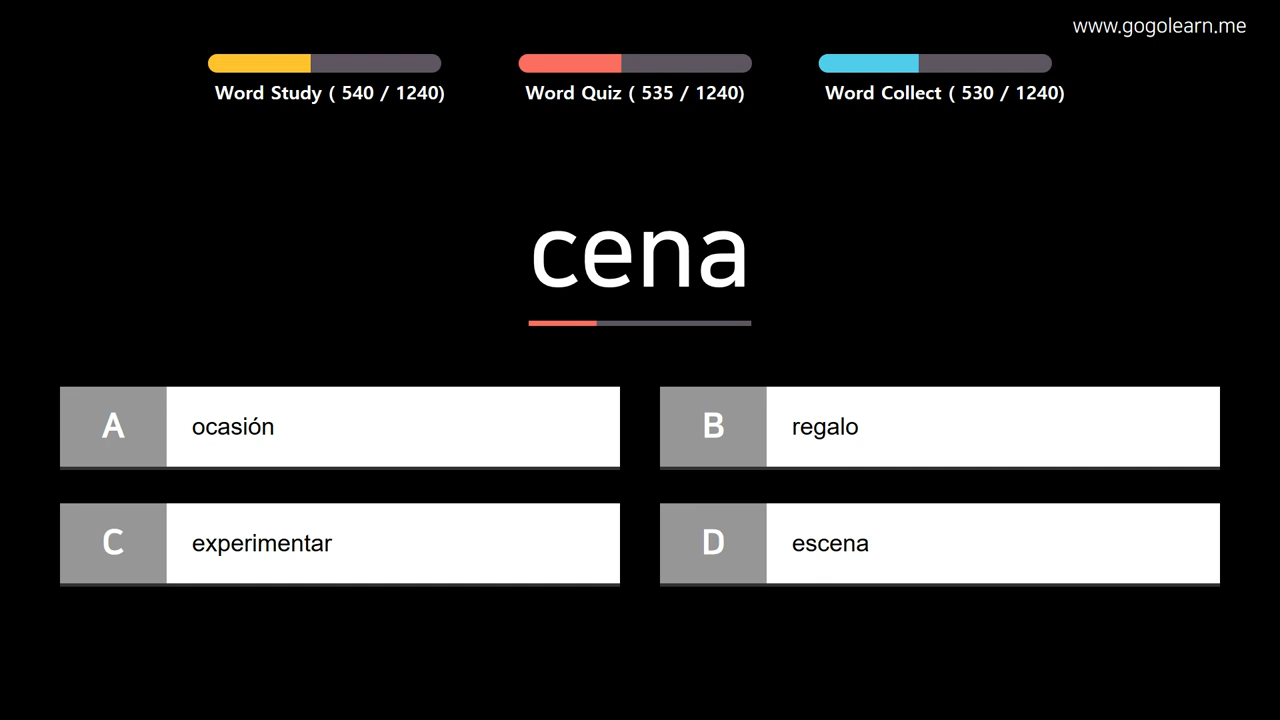 www.gogolearn.me
Word Study ( 540 / 1240)
Word Quiz ( 535 / 1240)
Word Collect ( 530 / 1240)
cena
A
ocasión
B
regalo
C
experimentar
D
escena